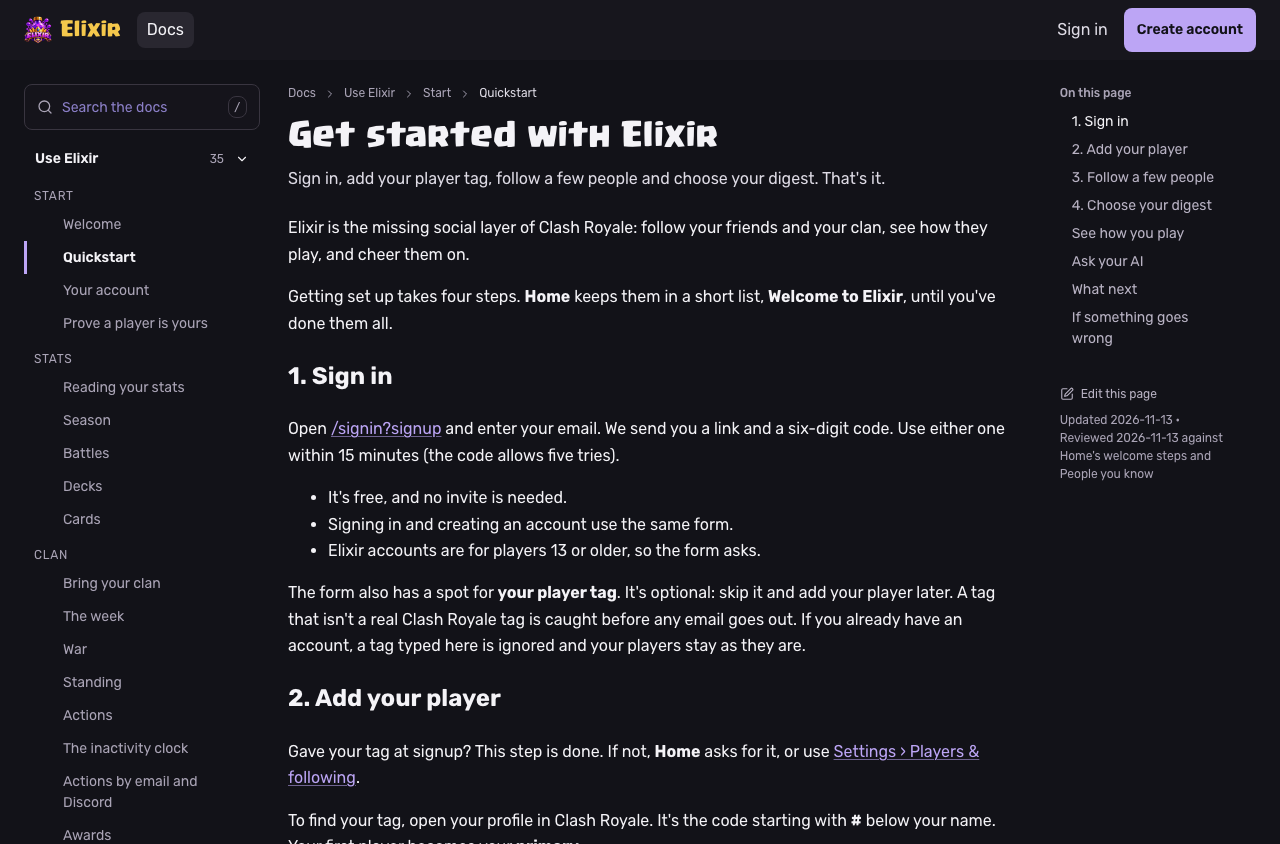 Elixir
Docs
Sign in
Create account
Search the docs
/
Use Elixir
35
START
Welcome
Quickstart
Your account
Prove a player is yours
STATS
Reading your stats
Season
Battles
Decks
Cards
CLAN
Bring your clan
The week
War
Standing
Actions
The inactivity clock
Actions by email and
Discord
Awards
Docs > Use Elixir > Start > Quickstart
Get started with Elixir
Sign in, add your player tag, follow a few people and choose your digest. That's it.
Elixir is the missing social layer of Clash Royale: follow your friends and your clan, see how they
play, and cheer them on.
Getting set up takes four steps. Home keeps them in a short list, Welcome to Elixir, until you've
done them all.
1. Sign in
Open /signin?signup and enter your email. We send you a link and a six-digit code. Use either one
within 15 minutes (the code allows five tries).
• It's free, and no invite is needed.
• Signing in and creating an account use the same form.
• Elixir accounts are for players 13 or older, so the form asks.
The form also has a spot for your player tag. It's optional: skip it and add your player later. A tag
that isn't a real Clash Royale tag is caught before any email goes out. If you already have an
account, a tag typed here is ignored and your players stay as they are.
2. Add your player
Gave your tag at signup? This step is done. If not, Home asks for it, or use Settings › Players &
following.
To find your tag, open your profile in Clash Royale. It's the code starting with # below your name.
Your first player becomes your primary.
On this page
1. Sign in
2. Add your player
3. Follow a few people
4. Choose your digest
See how you play
Ask your AI
What next
If something goes
wrong
Edit this page
Updated 2026-11-13 •
Reviewed 2026-11-13 against
Home's welcome steps and
People you know